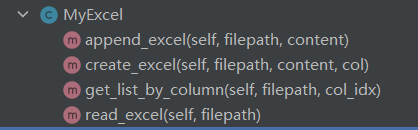 MyExcel
append_excel(self, filepath, content)
create_excel(self, filepath, content, col)
get_list_by_column(self, filepath, col_idx)
read_excel(self, filepath)